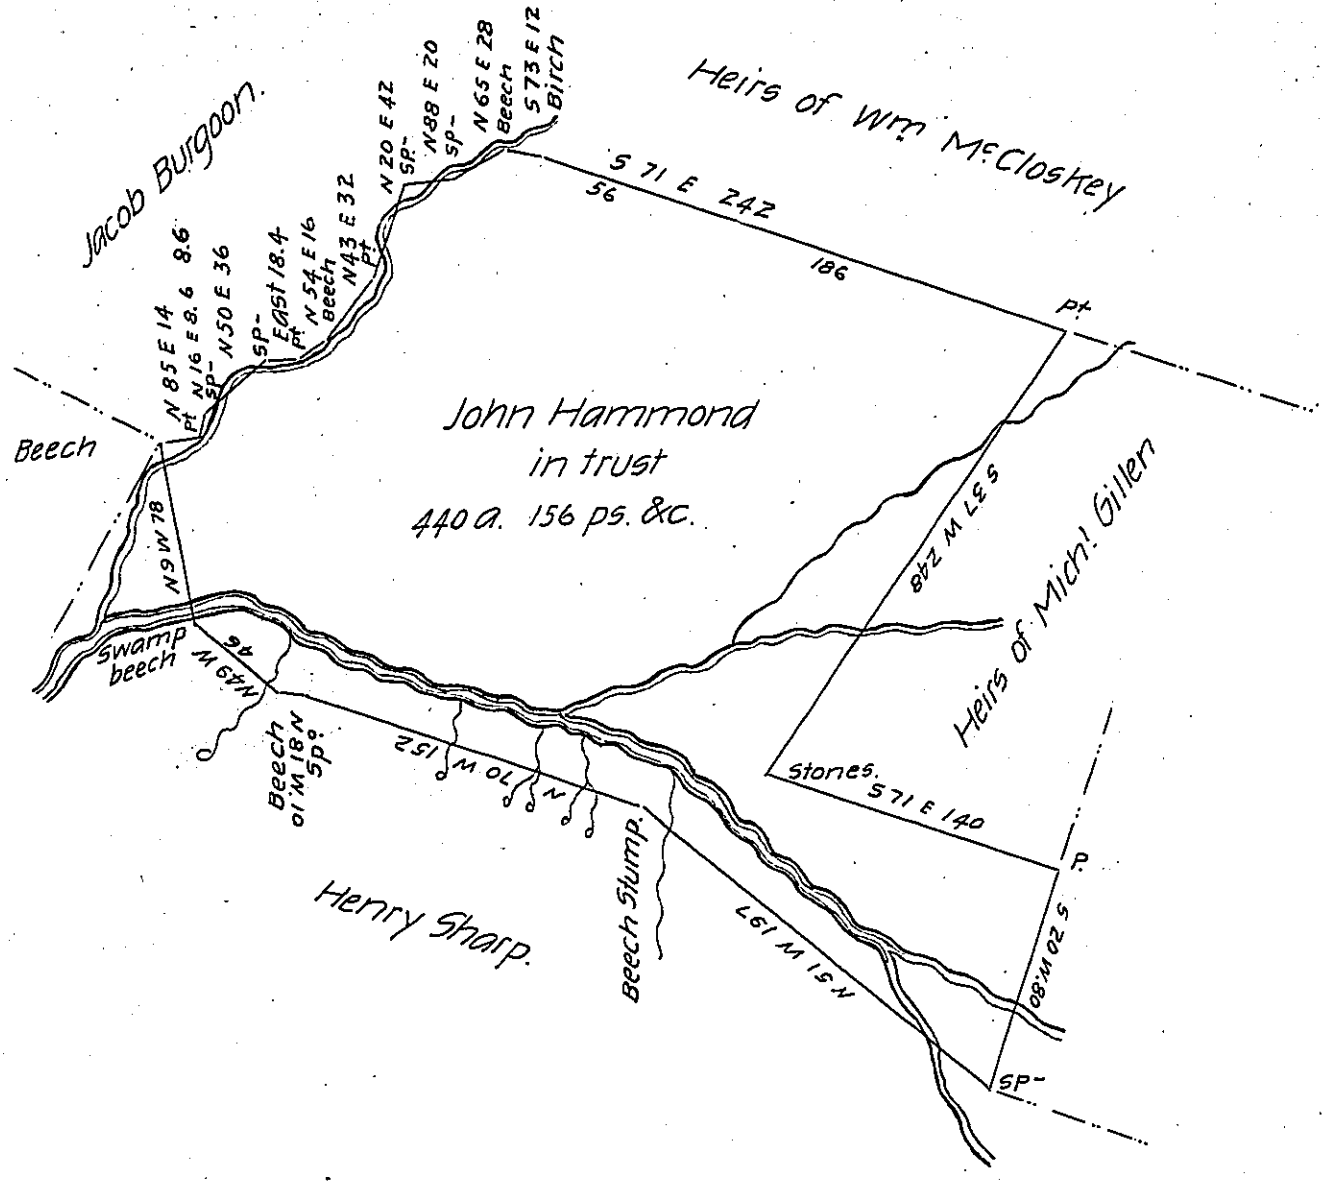 Jacob Burgoon.
Heirs of Wm McCloskey
S 73 E 12
Birch
N 65 E 28
Beech
N 88 E 20
SP-
N 20 E 42
SP-
N 43 E 32
Pt
N 54 E 16
Beech
East 18.4
Pt
N 50 E 36
SP-
N 16 E 8.6 8.6
SP-
N 85 E 14
Pt
S 71 E 242
56
186
Pt
Beech
John Hammond
in trust
440 a. 156 ps. &c.
S 37 W 248
Heirs of Michl Gillen
N 9 W 78
Swamp
beech
N 49 W
46
Beech
N 81 W 10
SPo
N 70 W 152
Stones.
S 71 E 140
P.
Beech Stump.
Henry Sharp.
N 51 W 197
S 20 W. 80
SP-